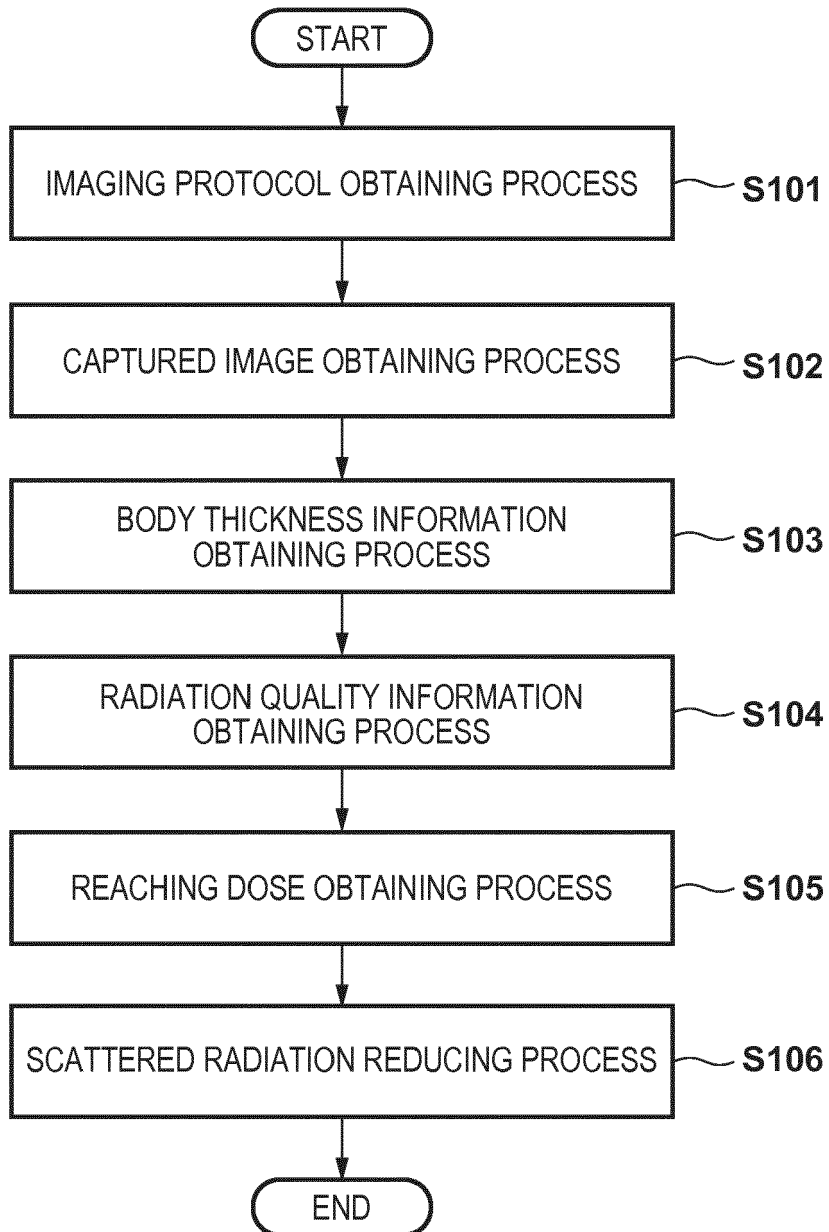 START
IMAGING PROTOCOL OBTAINING PROCESS
S101
CAPTURED IMAGE OBTAINING PROCESS
S102
BODY THICKNESS INFORMATION
OBTAINING PROCESS
S103
RADIATION QUALITY INFORMATION
OBTAINING PROCESS
S104
REACHING DOSE OBTAINING PROCESS
S105
SCATTERED RADIATION REDUCING PROCESS
S106
END